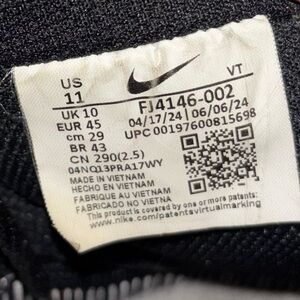 US VT
11 FJ4146-002
UK 10 04/17/24 | 06/06/24
EUR 45 UPC 00197600815698
cm 29
BR 43
CN 290(2.5)
04NQ13PRA17WY
MADE IN VIETNAM
HECHO EN VIETNAM
FABRIQUE AU VIETNAM
FABRICADO NO VIETNA
This product is covered by one or more patents
www.nike.com/patentsvirtualmarking